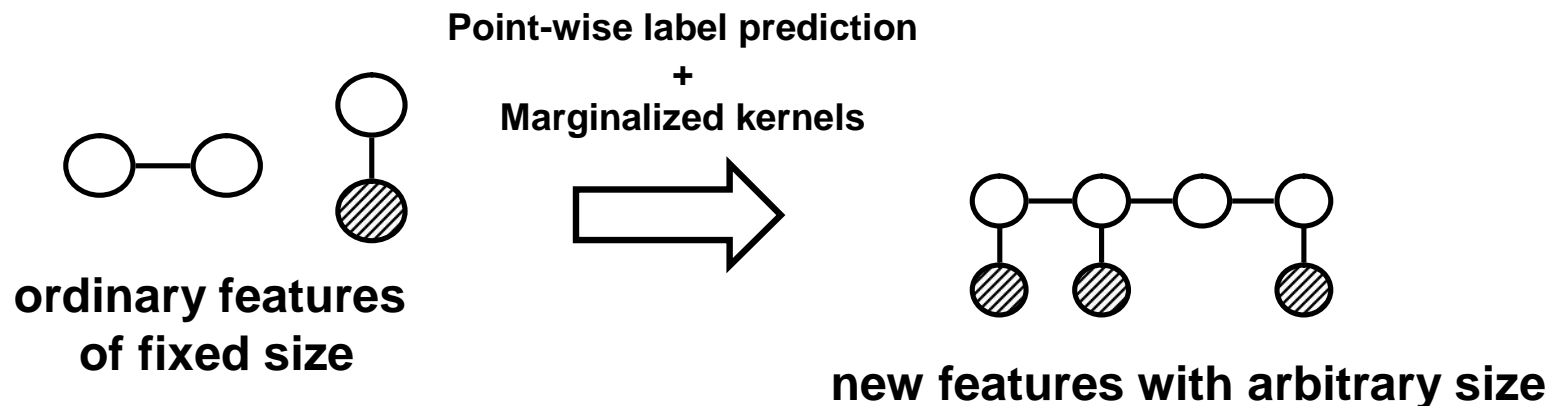 Point-wise label prediction
+
Marginalized kernels
ordinary features
of fixed size
new features with arbitrary size